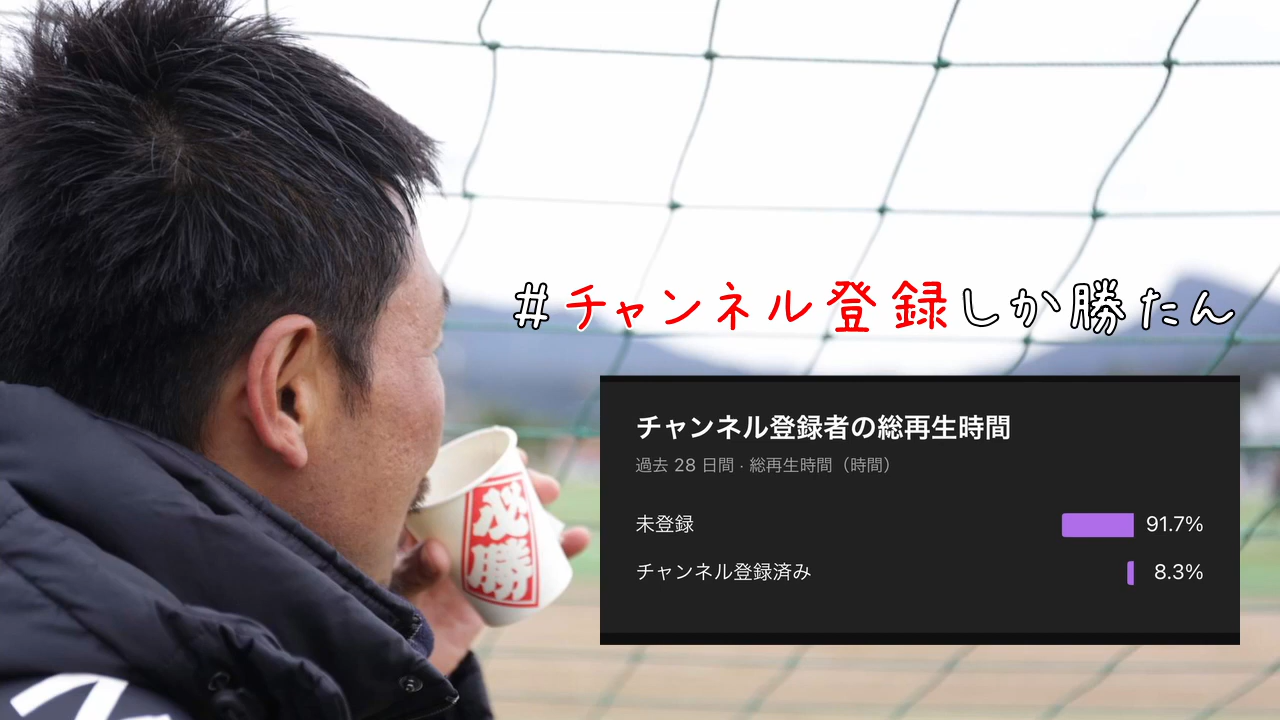 #チャンネル登録しか勝たん
チャンネル登録者の総再生時間
過去 28 日間 · 総再生時間（時間）
未登録 91.7%
チャンネル登録済み 8.3%
必勝